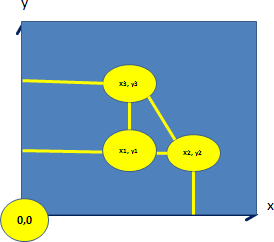 y
x3, y3
x1, y1
x2, y2
x
0,0